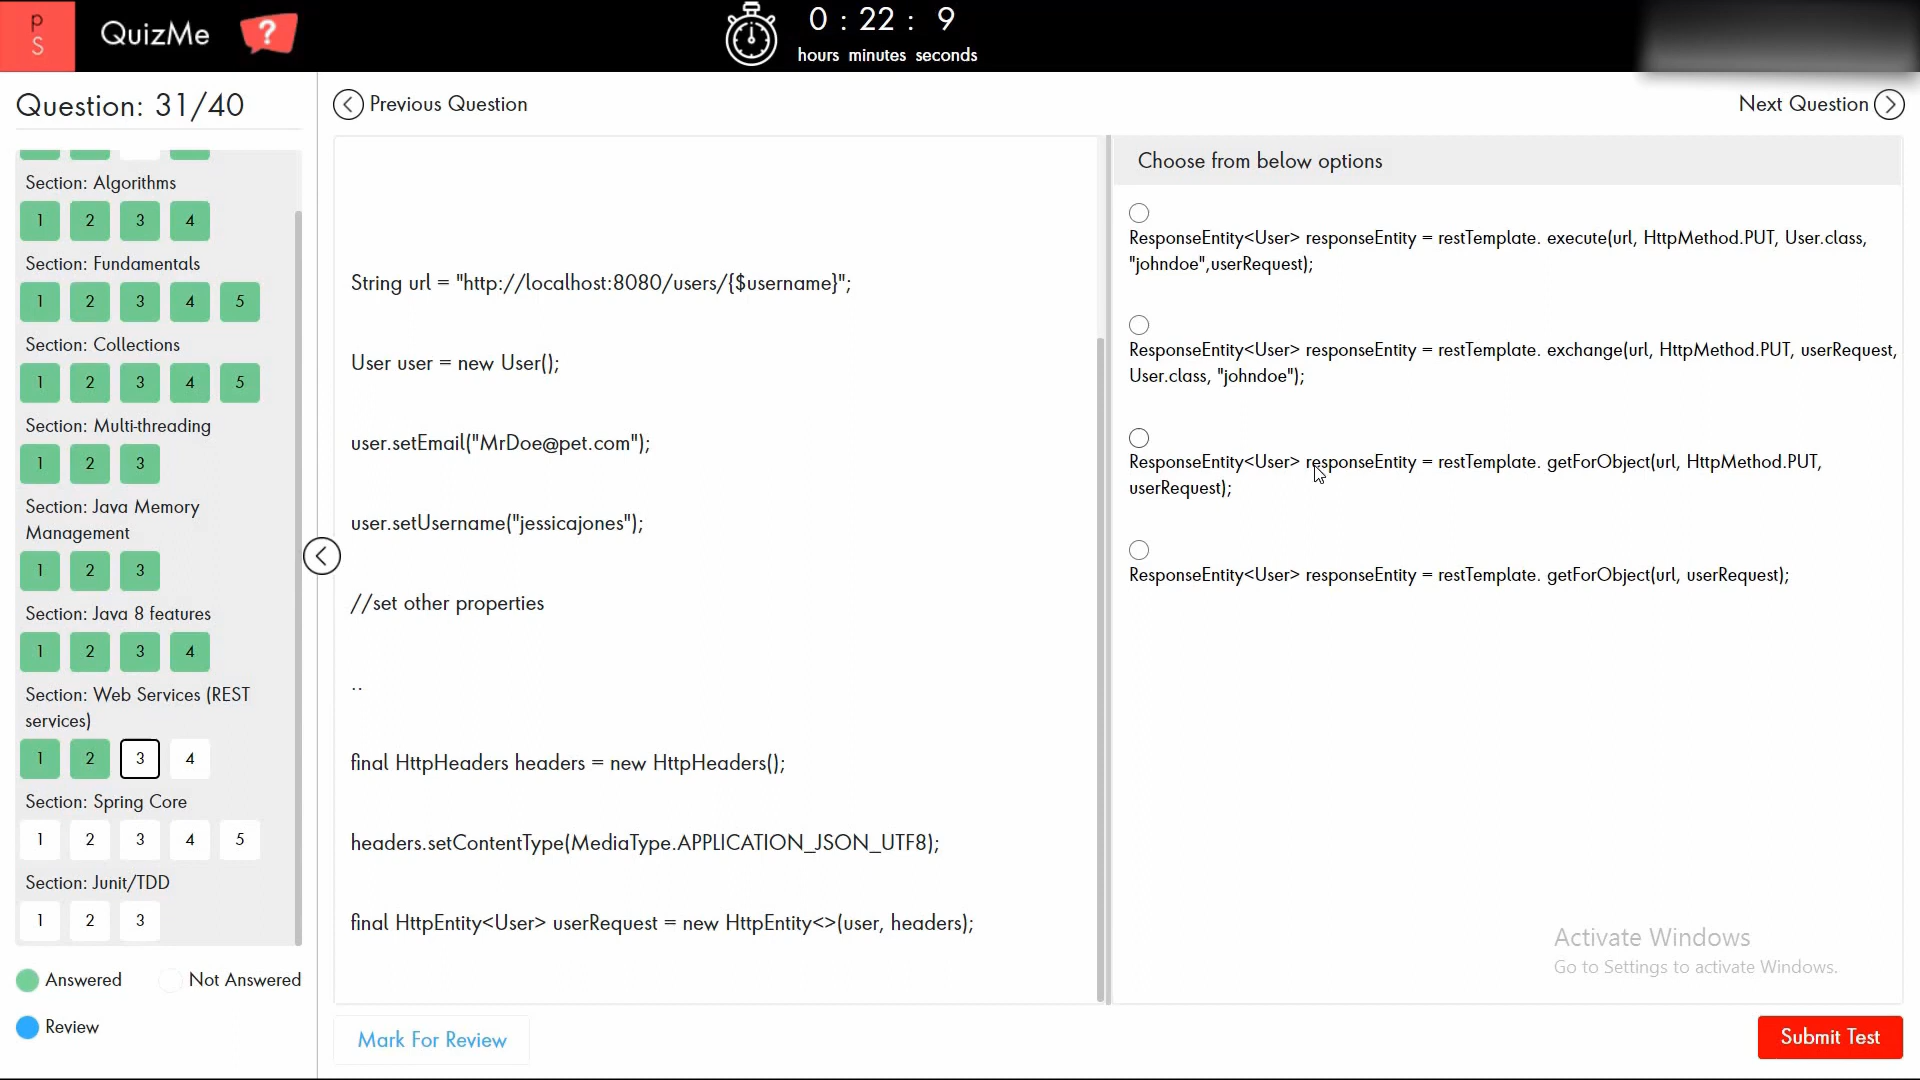 p
S
QuizMe
?
0 : 22 : 9
hours minutes seconds
Question: 31/40
Previous Question
Next Question
Section: Algorithms
1 2 3 4
Section: Fundamentals
1 2 3 4 5
Section: Collections
1 2 3 4 5
Section: Multi-threading
1 2 3
Section: Java Memory
Management
1 2 3
Section: Java 8 features
1 2 3 4
Section: Web Services (REST
services)
1 2 3 4
Section: Spring Core
1 2 3 4 5
Section: Junit/TDD
1 2 3
Answered Not Answered
Review
String url = "http://localhost:8080/users/{$username}";
User user = new User();
user.setEmail("MrDoe@pet.com");
user.setUsername("jessicajones");
//set other properties
..
final HttpHeaders headers = new HttpHeaders();
headers.setContentType(MediaType.APPLICATION_JSON_UTF8);
final HttpEntity<User> userRequest = new HttpEntity<>(user, headers);
Mark For Review
Choose from below options
ResponseEntity<User> responseEntity = restTemplate. execute(url, HttpMethod.PUT, User.class,
"johndoe",userRequest);
ResponseEntity<User> responseEntity = restTemplate. exchange(url, HttpMethod.PUT, userRequest,
User.class, "johndoe");
ResponseEntity<User> responseEntity = restTemplate. getForObject(url, HttpMethod.PUT,
userRequest);
ResponseEntity<User> responseEntity = restTemplate. getForObject(url, userRequest);
Activate Windows
Go to Settings to activate Windows.
Submit Test